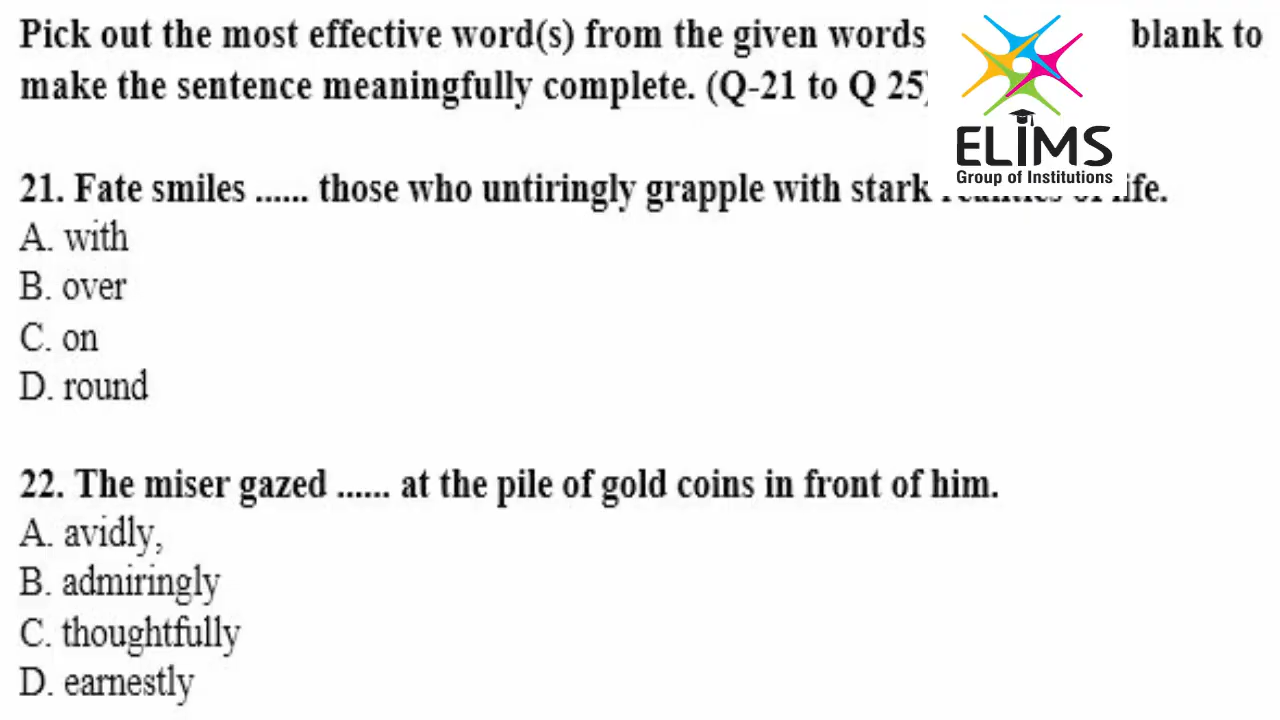 Pick out the most effective word(s) from the given words blank to
make the sentence meaningfully complete. (Q-21 to Q 25)
ELiMS
Group of Institutions
21. Fate smiles ...... those who untiringly grapple with stark realities of life.
A. with
B. over
C. on
D. round
22. The miser gazed ...... at the pile of gold coins in front of him.
A. avidly,
B. admiringly
C. thoughtfully
D. earnestly